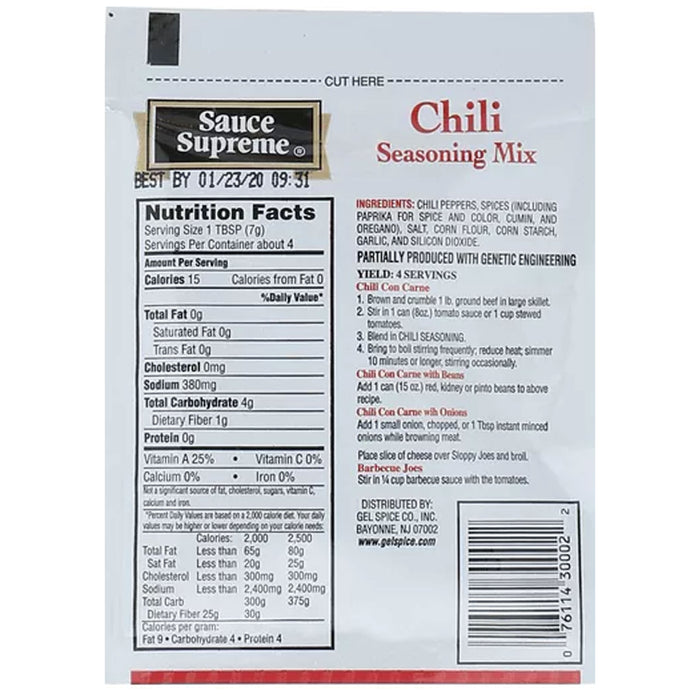 CUT HERE
Sauce
Supreme®
BEST BY 01/23/20 09:31
Chili
Seasoning Mix
Nutrition Facts
Serving Size 1 TBSP (7g)
Servings Per Container about 4
Amount Per Serving
Calories 15 Calories from Fat 0
%Daily Value*
Total Fat 0g
Saturated Fat 0g
Trans Fat 0g
Cholesterol 0mg
Sodium 380mg
Total Carbohydrate 4g
Dietary Fiber 1g
Protein 0g
Vitamin A 25% • Vitamin C 0%
Calcium 0% • Iron 0%
Not a significant source of fat, cholesterol, sugars, vitamin C,
calcium and iron.
*Percent Daily Values are based on a 2,000 calorie diet. Your daily
values may be higher or lower depending on your calorie needs:
Calories: 2,000 2,500
Total Fat Less than 65g 80g
Sat Fat Less than 20g 25g
Cholesterol Less than 300mg 300mg
Sodium Less than 2,400mg 2,400mg
Total Carb 300g 375g
Dietary Fiber 25g 30g
Calories per gram:
Fat 9 • Carbohydrate 4 • Protein 4
INGREDIENTS: CHILI PEPPERS, SPICES (INCLUDING
PAPRIKA FOR SPICE AND COLOR, CUMIN, AND
OREGANO), SALT, CORN FLOUR, CORN STARCH,
GARLIC, AND SILICON DIOXIDE.
PARTIALLY PRODUCED WITH GENETIC ENGINEERING
YIELD: 4 SERVINGS
Chili Con Carne
1. Brown and crumble 1 lb. ground beef in large skillet.
2. Stir in 1 can (8oz.) tomato sauce or 1 cup stewed
tomatoes.
3. Blend in CHILI SEASONING.
4. Bring to boil stirring frequently; reduce heat; simmer
10 minutes or longer, stirring occasionally.
Chili Con Carne with Beans
Add 1 can (15 oz.) red, kidney or pinto beans to above
recipe.
Chili Con Carne wih Onions
Add 1 small onion, chopped, or 1 Tbsp instant minced
onions while browning meat.
Place slice of cheese over Sloppy Joes and broil.
Barbecue Joes
Stir in ¼ cup barbecue sauce with the tomatoes.
DISTRIBUTED BY:
GEL SPICE CO., INC.
BAYONNE, NJ 07002
www.gelspice.com
0 76114 30002 2